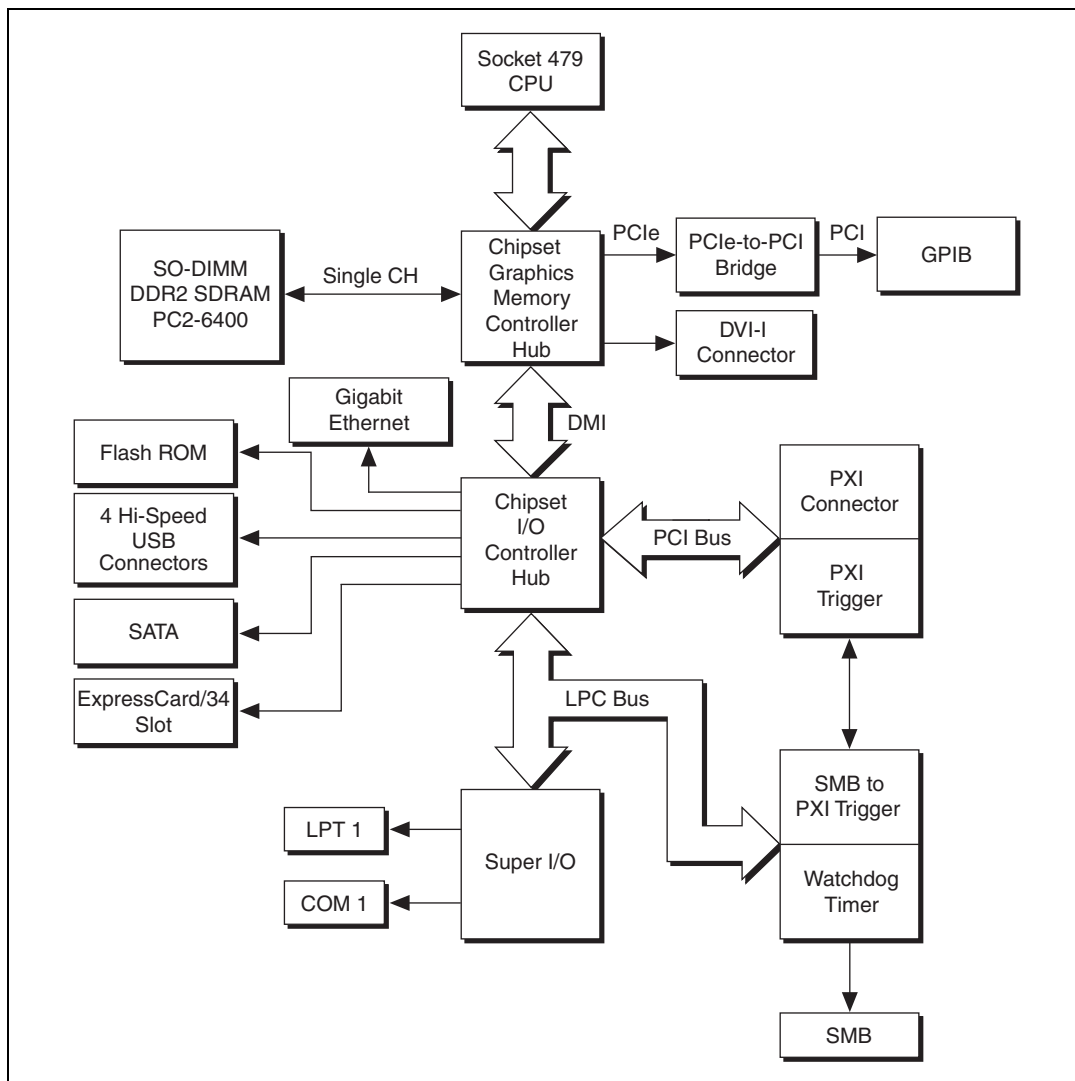 Socket 479
CPU
SO-DIMM
DDR2 SDRAM
PC2-6400
Single CH
Chipset
Graphics
Memory
Controller
Hub
PCIe
PCIe-to-PCI
Bridge
PCI
GPIB
DVI-I
Connector
Gigabit
Ethernet
DMI
Flash ROM
4 Hi-Speed
USB
Connectors
SATA
ExpressCard/34
Slot
Chipset
I/O
Controller
Hub
PCI Bus
PXI
Connector
PXI
Trigger
LPC Bus
LPT 1
COM 1
Super I/O
SMB to
PXI Trigger
Watchdog
Timer
SMB